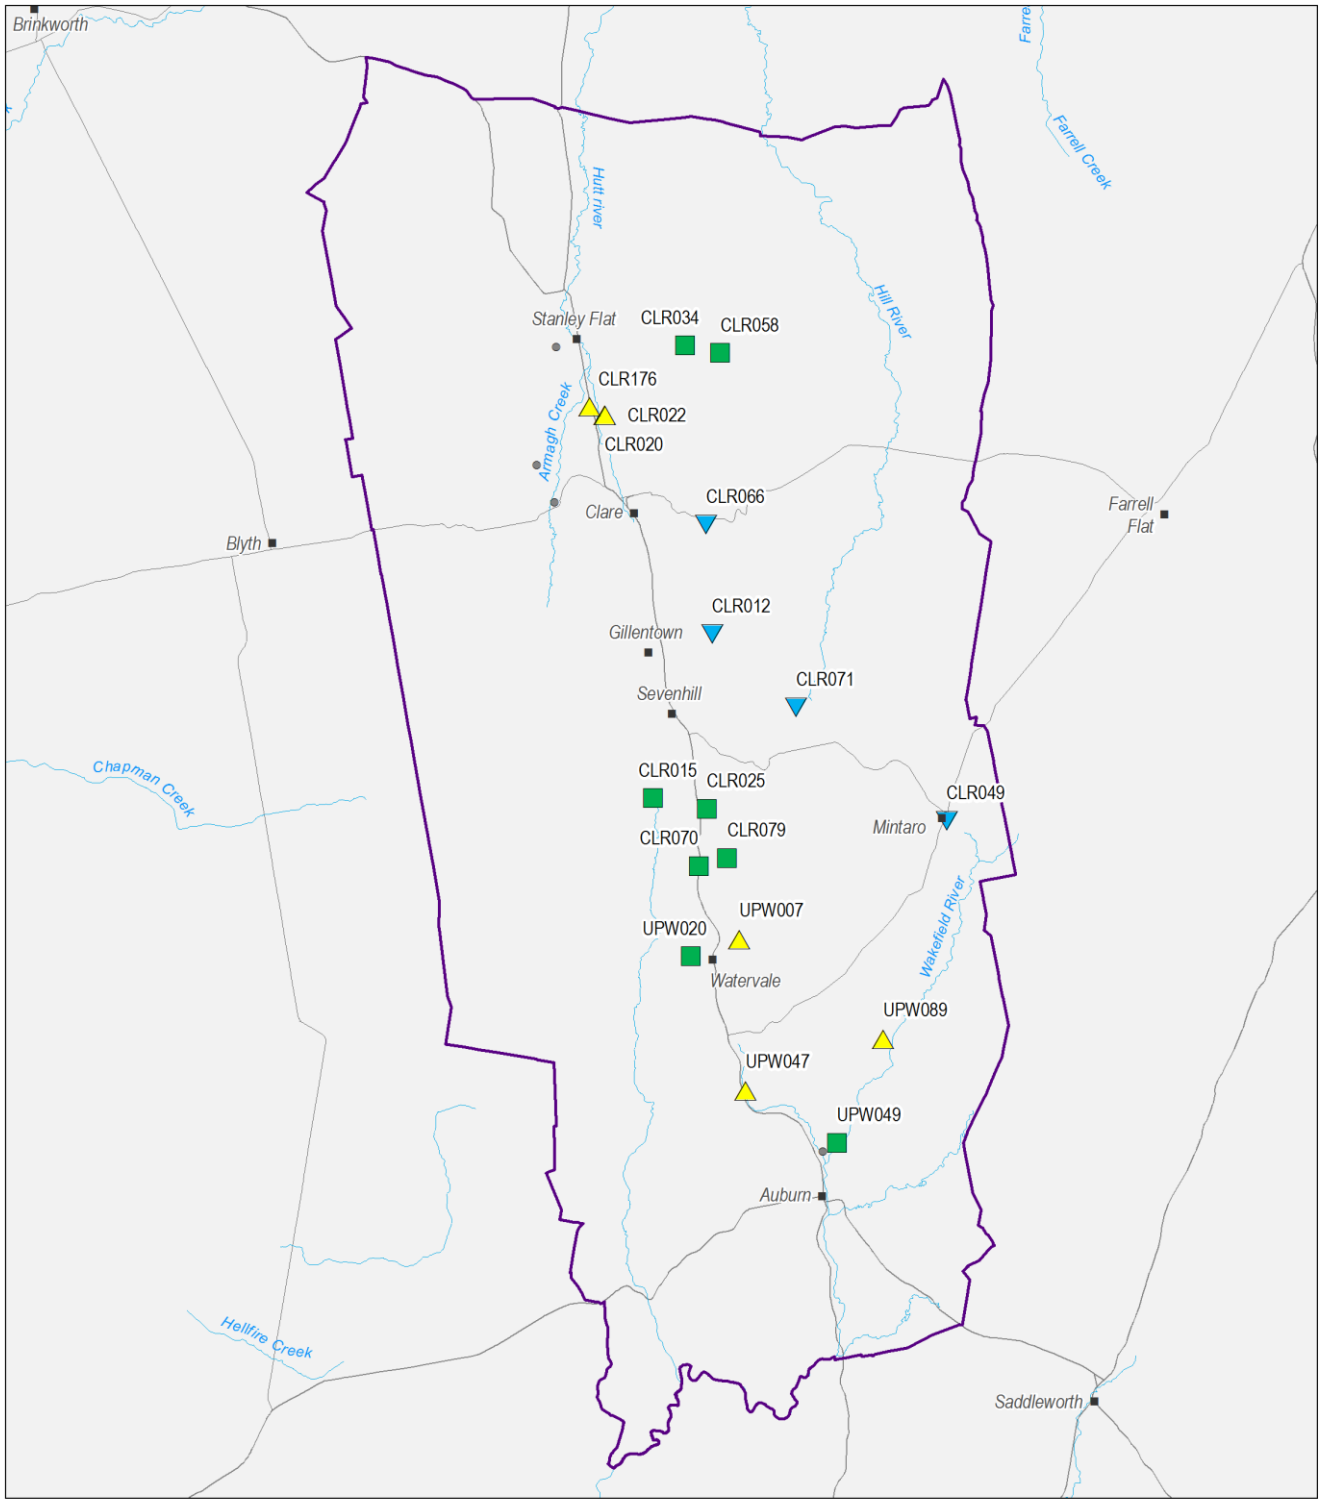 Brinkworth
Farre
k
Farrell Creek
Hutt river
Hill River
Stanley Flat
CLR034
CLR058
CLR176
CLR022
CLR020
Armagh Creek
CLR066
Clare
Farrell
Flat
Blyth
CLR012
Gillentown
CLR071
Sevenhill
Chapman Creek
CLR015
CLR025
CLR049
Mintaro
CLR079
CLR070
Wakefield River
UPW007
UPW020
Watervale
UPW089
UPW047
UPW049
Auburn
Hellfire Creek
Saddleworth